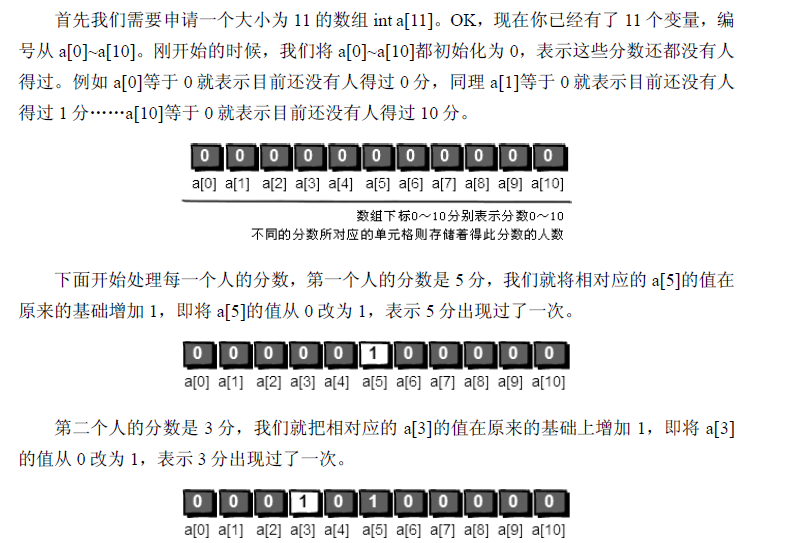 首先我们需要申请一个大小为 11 的数组 int a[11]。OK，现在你已经有了 11 个变量，编
号从 a[0]~a[10]。刚开始的时候，我们将 a[0]~a[10]都初始化为 0，表示这些分数还都没有人
得过。例如 a[0]等于 0 就表示目前还没有人得过 0 分，同理 a[1]等于 0 就表示目前还没有人
得过 1 分……a[10]等于 0 就表示目前还没有人得过 10 分。
0 0 0 0 0 0 0 0 0 0 0
a[0] a[1] a[2] a[3] a[4] a[5] a[6] a[7] a[8] a[9] a[10]
数组下标0～10分别表示分数0～10
不同的分数所对应的单元格则存储着得此分数的人数
下面开始处理每一个人的分数，第一个人的分数是 5 分，我们就将相对应的 a[5]的值在
原来的基础增加 1，即将 a[5]的值从 0 改为 1，表示 5 分出现过了一次。
0 0 0 0 0 1 0 0 0 0 0
a[0] a[1] a[2] a[3] a[4] a[5] a[6] a[7] a[8] a[9] a[10]
第二个人的分数是 3 分，我们就把相对应的 a[3]的值在原来的基础上增加 1，即将 a[3]
的值从 0 改为 1，表示 3 分出现过了一次。
0 0 0 1 0 1 0 0 0 0 0
a[0] a[1] a[2] a[3] a[4] a[5] a[6] a[7] a[8] a[9] a[10]